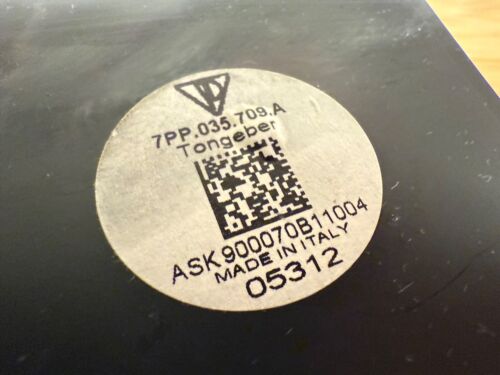 7PP.035.709.A
Tongeber
ASK900070B11004
MADE IN ITALY
05312